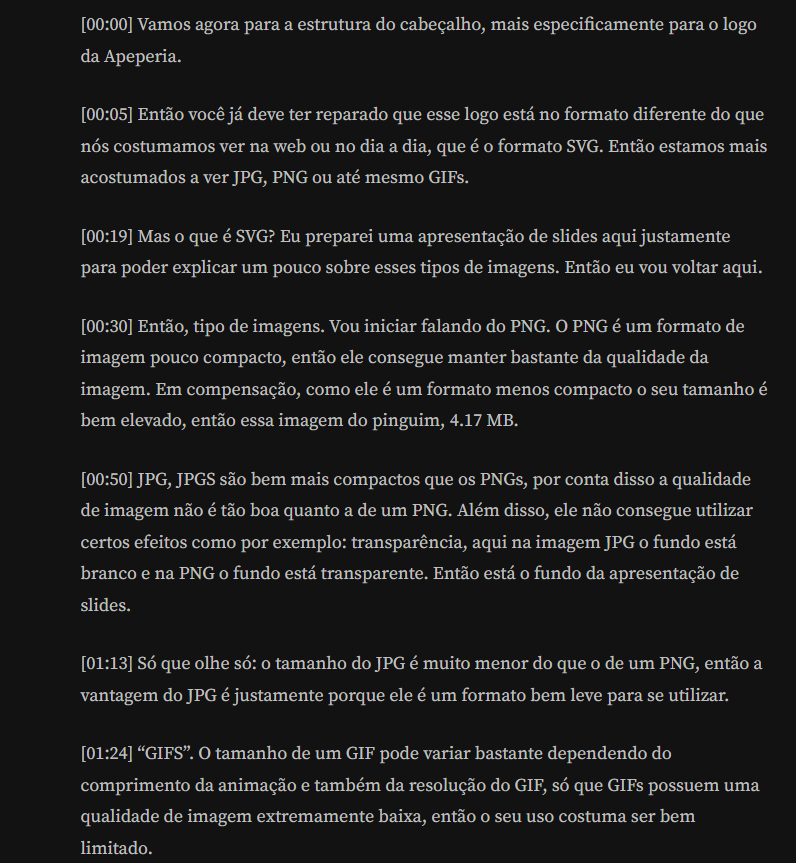 [00:00] Vamos agora para a estrutura do cabeçalho, mais especificamente para o logo
da Apeperia.
[00:05] Então você já deve ter reparado que esse logo está no formato diferente do que
nós costumamos ver na web ou no dia a dia, que é o formato SVG. Então estamos mais
acostumados a ver JPG, PNG ou até mesmo GIFs.
[00:19] Mas o que é SVG? Eu preparei uma apresentação de slides aqui justamente
para poder explicar um pouco sobre esses tipos de imagens. Então eu vou voltar aqui.
[00:30] Então, tipo de imagens. Vou iniciar falando do PNG. O PNG é um formato de
imagem pouco compacto, então ele consegue manter bastante da qualidade da
imagem. Em compensação, como ele é um formato menos compacto o seu tamanho é
bem elevado, então essa imagem do pinguim, 4.17 MB.
[00:50] JPG, JPGS são bem mais compactos que os PNGs, por conta disso a qualidade
de imagem não é tão boa quanto a de um PNG. Além disso, ele não consegue utilizar
certos efeitos como por exemplo: transparência, aqui na imagem JPG o fundo está
branco e na PNG o fundo está transparente. Então está o fundo da apresentação de
slides.
[01:13] Só que olhe só: o tamanho do JPG é muito menor do que o de um PNG, então a
vantagem do JPG é justamente porque ele é um formato bem leve para se utilizar.
[01:24] “GIFS”. O tamanho de um GIF pode variar bastante dependendo do
comprimento da animação e também da resolução do GIF, só que GIFs possuem uma
qualidade de imagem extremamente baixa, então o seu uso costuma ser bem
limitado.